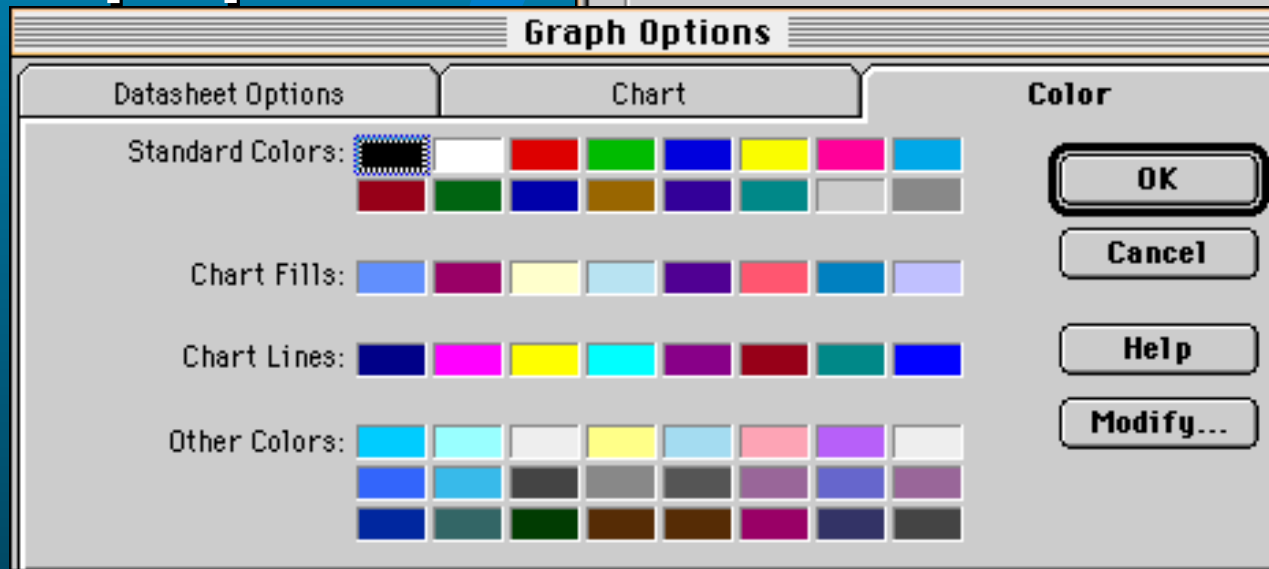 Graph Options
Datasheet Options
Chart
Color
Standard Colors:
OK
Cancel
Chart Fills:
Chart Lines:
Help
Modify...
Other Colors: